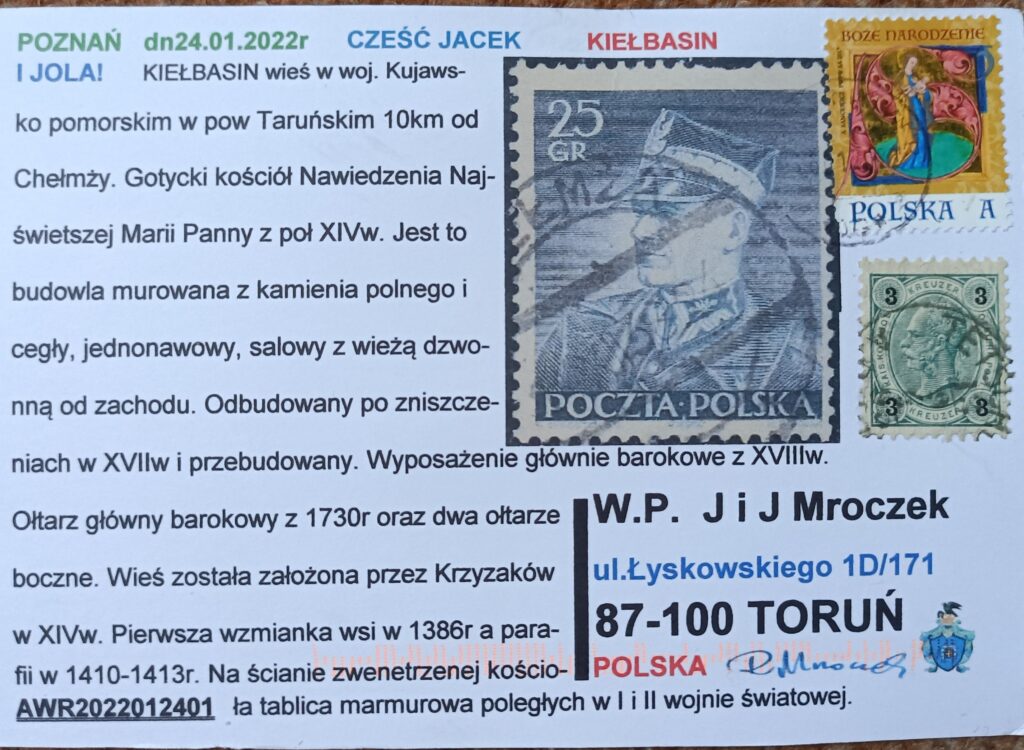 POZNAŃ dn24.01.2022r CZEŚĆ JACEK KIEŁBASIN
I JOLA! KIEŁBASIN wieś w woj. Kujaws-
ko pomorskim w pow Taruńskim 10km od
Chełmży. Gotycki kościół Nawiedzenia Naj-
świetszej Marii Panny z poł XIVw. Jest to
budowla murowana z kamienia polnego i
cegły, jednonawowy, salowy z wieżą dzwo-
nną od zachodu. Odbudowany po zniszcze-
niach w XVIIw i przebudowany. Wyposażenie głównie barokowe z XVIIIw.
Ołtarz główny barokowy z 1730r oraz dwa ołtarze
boczne. Wieś została założona przez Krzyzaków
w XIVw. Pierwsza wzmianka wsi w 1386r a para-
fii w 1410-1413r. Na ścianie zwenetrzenej kościo-
AWR2022012401 ła tablica marmurowa poległych w I i II wojnie światowej.
25
GR
POCZTA·POLSKA
BOŻE NARODZENIE
POLSKA A
3 KREUZER 3
3 KREUZER 3
W.P. J i J Mroczek
ul.Łyskowskiego 1D/171
87-100 TORUŃ
POLSKA